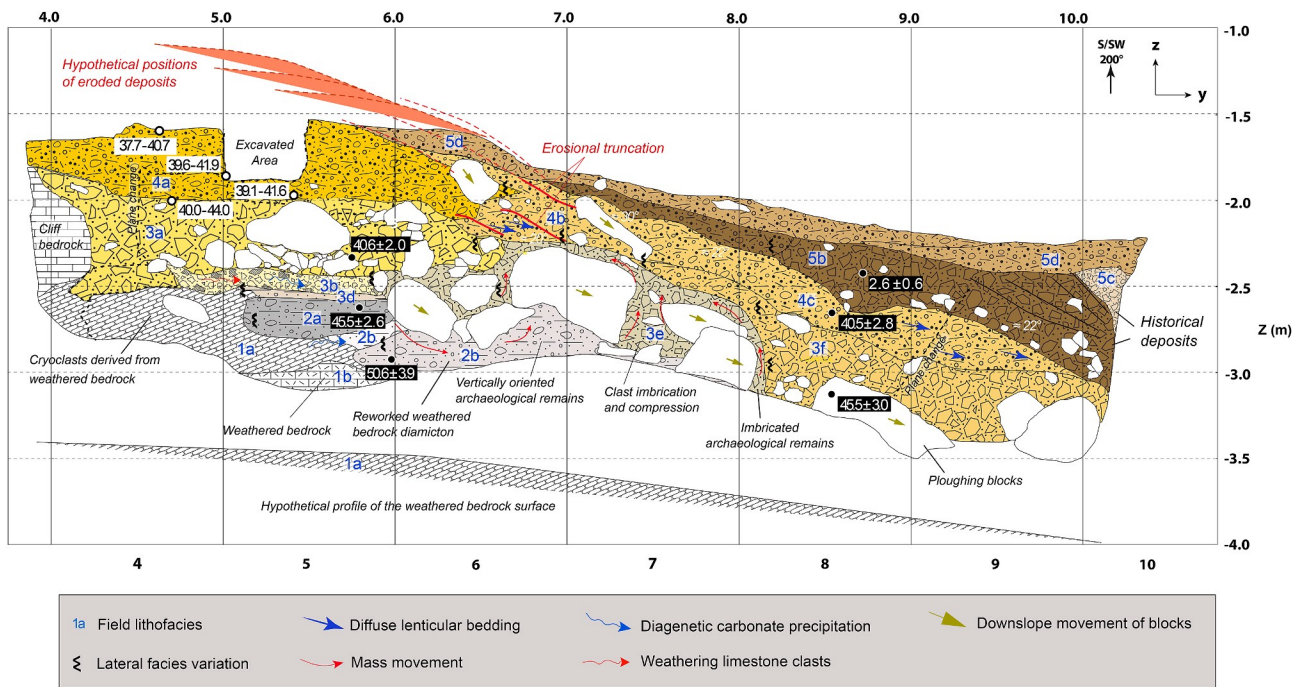 4.0 5.0 6.0 7.0 8.0 9.0 10.0
-1.0
S/SW
200°
z
y
Hypothetical positions
of eroded deposits
-1.5
5d
37.7-40.7
Excavated
Area
Erosional truncation
39.6-41.9
4a
39.1-41.6
Plane change
40.0-44.0
-2.0
30°
4b
3a
Cliff
bedrock
40.6±2.0
5b
5d
5c
3b
2.6 ±0.6
3d
4c
-2.5
2a
45.5±2.6
40.5±2.8
≈ 22°
Historical
deposits
Z (m)
2b
3e
3f
1a
2b
Cryoclasts derived from
weathered bedrock
50.6±3.9
1b
Plane change
-3.0
Vertically oriented
archaeological remains
Clast imbrication
and compression
45.5±3.0
Weathered bedrock
Reworked weathered
bedrock diamicton
Imbricated
archaeological remains
1a
-3.5
Ploughing blocks
Hypothetical profile of the weathered bedrock surface
-4.0
4 5 6 7 8 9 10
1a Field lithofacies
Diffuse lenticular bedding
Diagenetic carbonate precipitation
Downslope movement of blocks
Lateral facies variation
Mass movement
Weathering limestone clasts